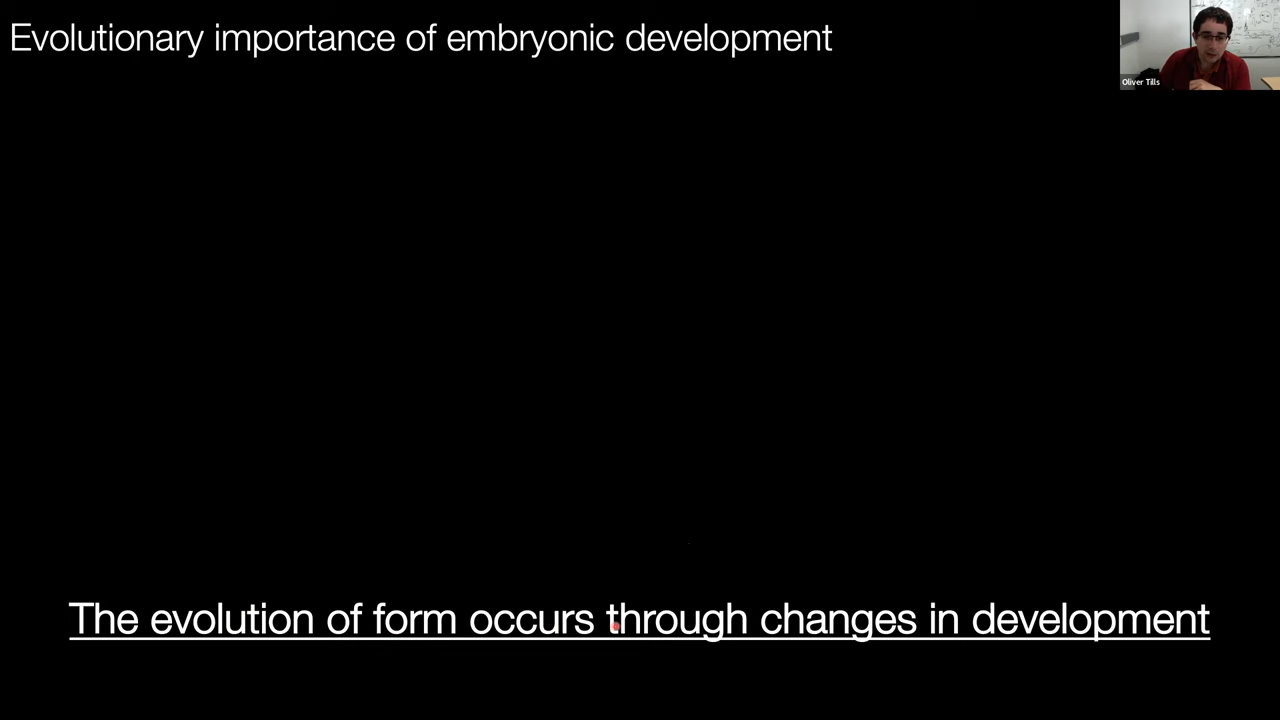 Evolutionary importance of embryonic development
Oliver Tills
The evolution of form occurs through changes in development